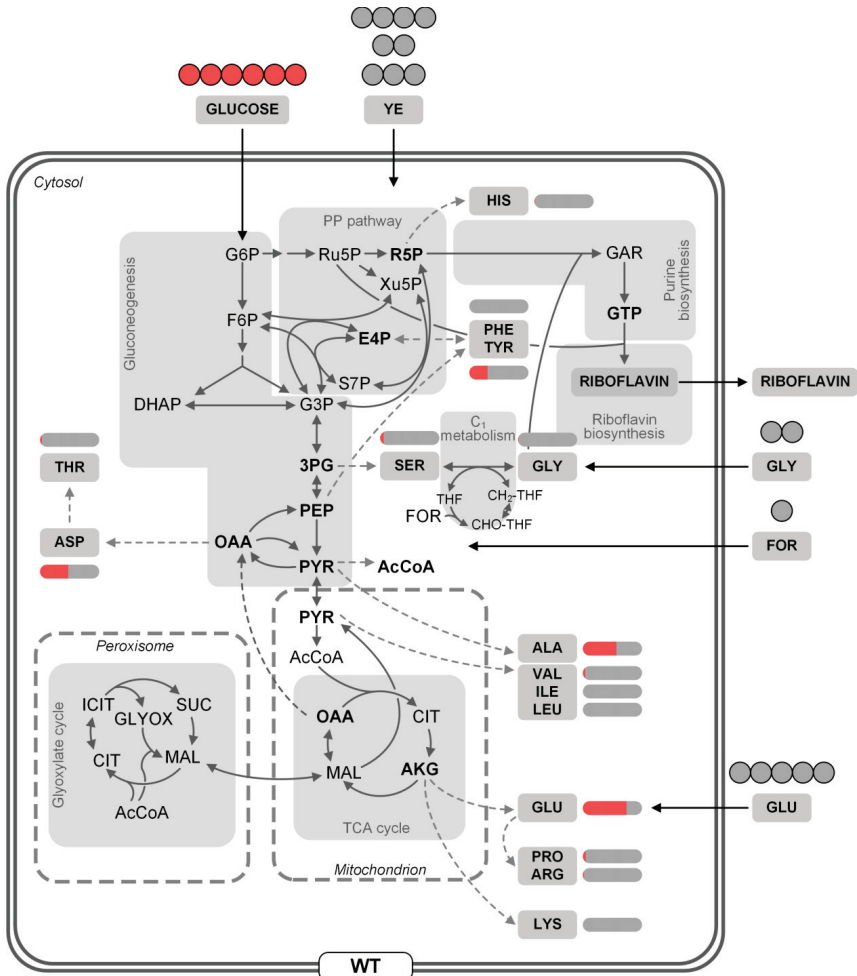 GLUCOSE
YE
Cytosol
PP pathway
HIS
Gluconeogenesis
G6P
Ru5P
R5P
GAR
Xu5P
Purine
biosynthesis
F6P
GTP
E4P
PHE
TYR
S7P
RIBOFLAVIN
RIBOFLAVIN
DHAP
G3P
Riboflavin
biosynthesis
C1
metabolism
THR
3PG
SER
GLY
GLY
THF
CH2-THF
PEP
FOR
CHO-THF
ASP
OAA
FOR
PYR
AcCoA
PYR
Peroxisome
AcCoA
ALA
VAL
ILE
LEU
Glyoxylate cycle
ICIT
SUC
GLYOX
OAA
CIT
CIT
MAL
MAL
AKG
AcCoA
GLU
GLU
TCA cycle
Mitochondrion
PRO
ARG
LYS
WT